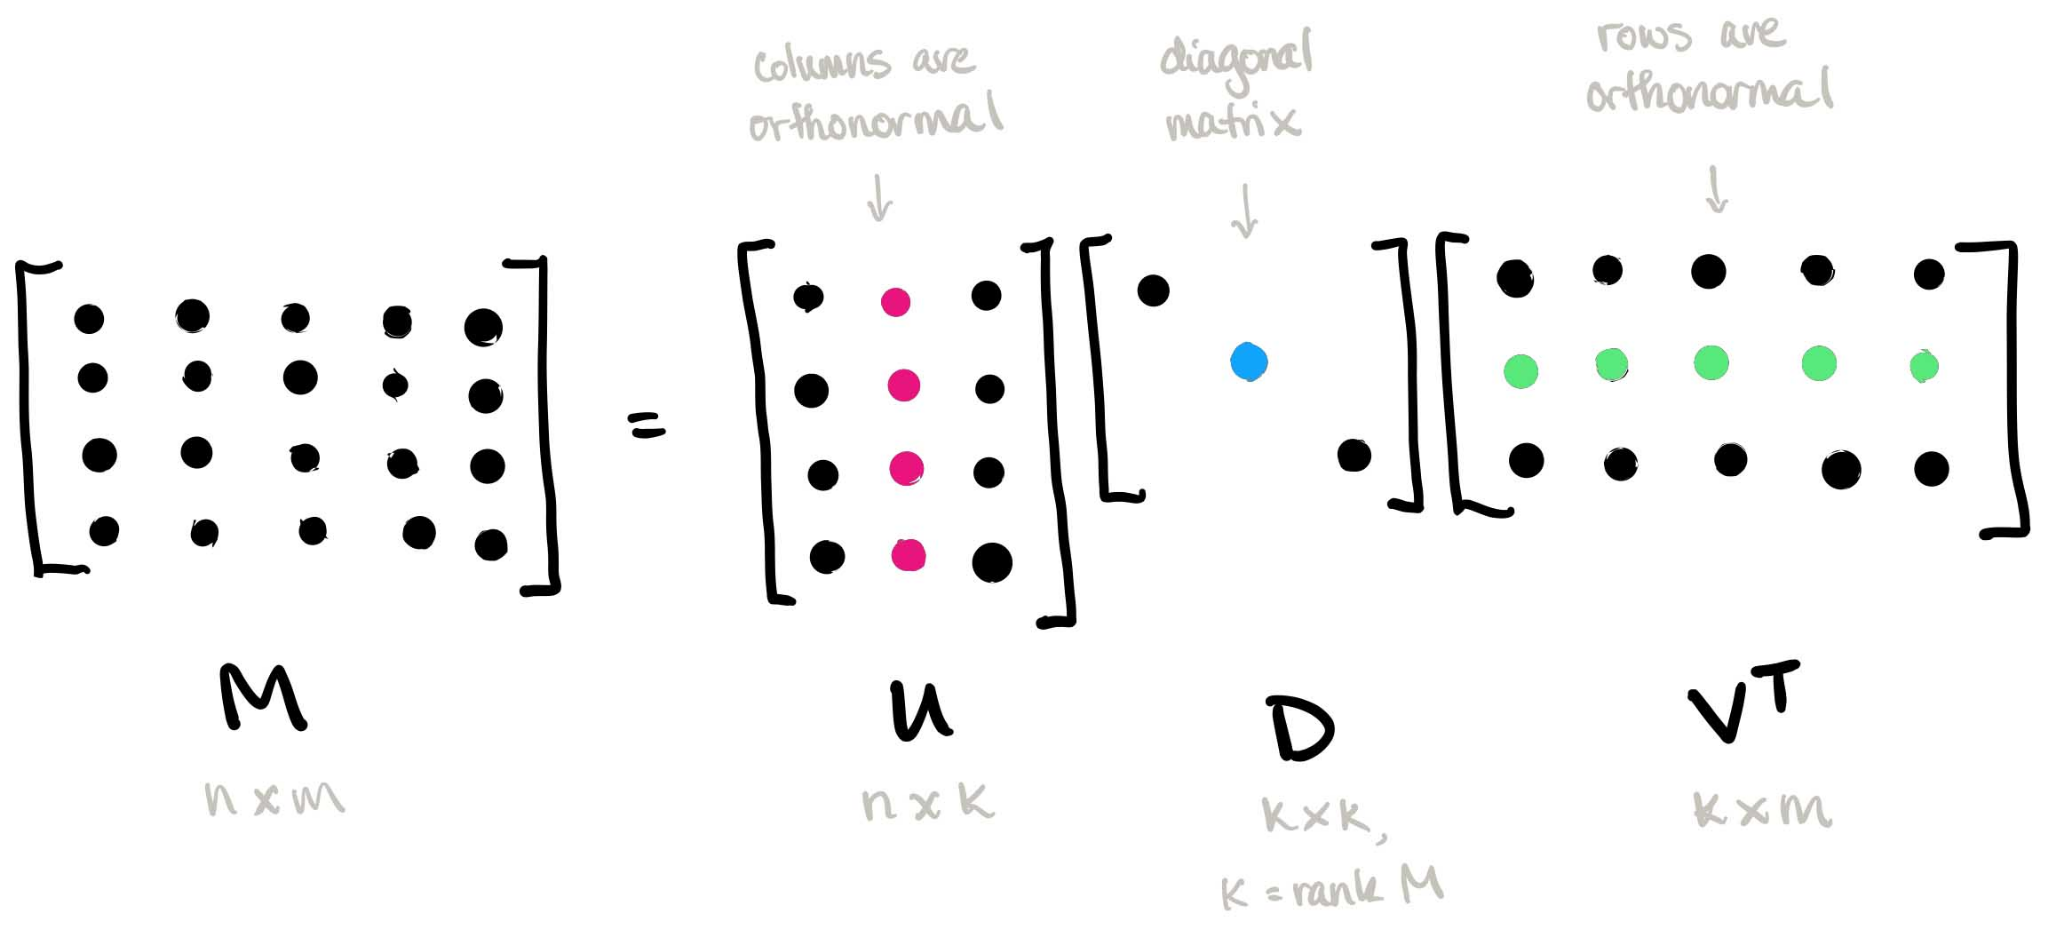 columns are
orthonormal
diagonal
matrix
rows are
orthonormal
=
M
n x m
U
n x k
D
k x k,
k = rank M
V^T
k x m